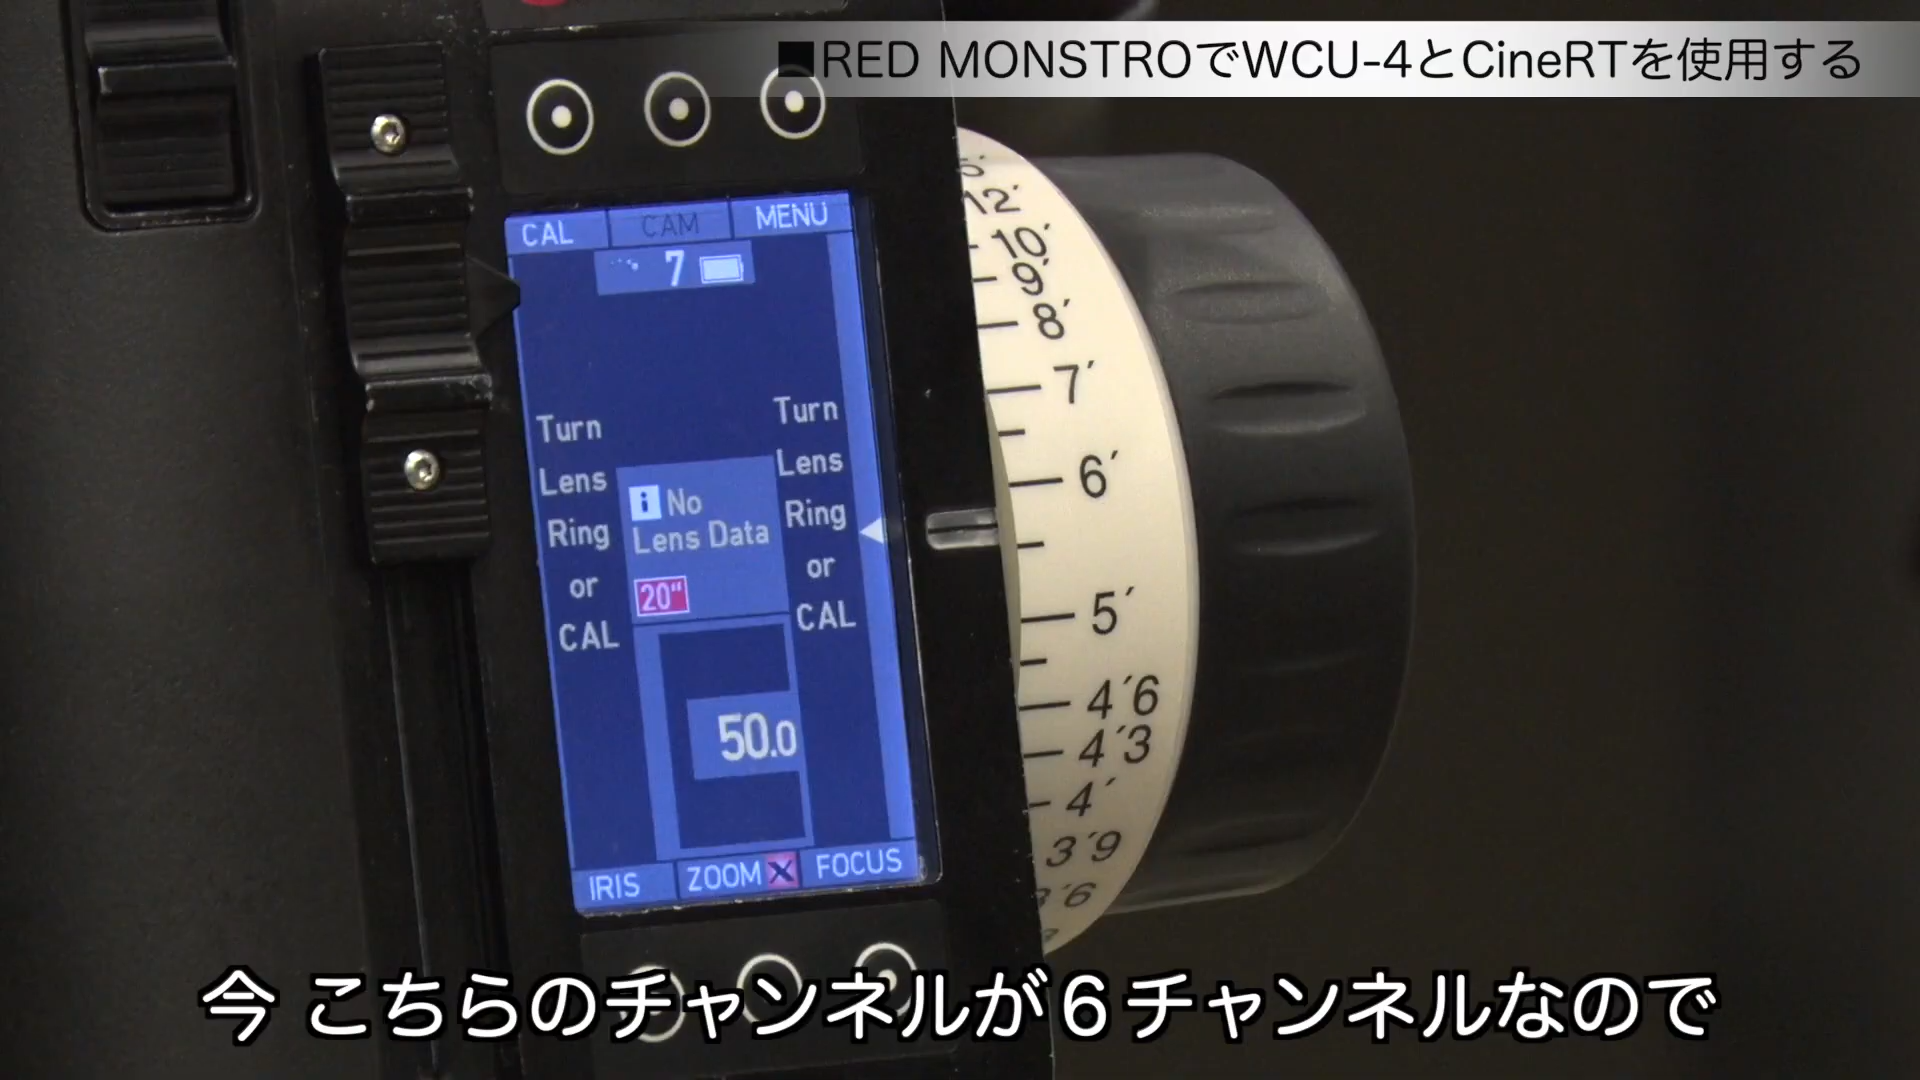 ■RED MONSTROでWCU-4とCineRTを使用する
CAL CAM MENU
7
Turn
Lens
Ring
or
CAL
i No
Lens Data
20"
Turn
Lens
Ring
or
CAL
50.0
IRIS ZOOM X FOCUS
12′
10′
9′
8′
7′
6′
5′
4′6
4′3
4′
3′9
3′6
今 こちらのチャンネルが6チャンネルなので